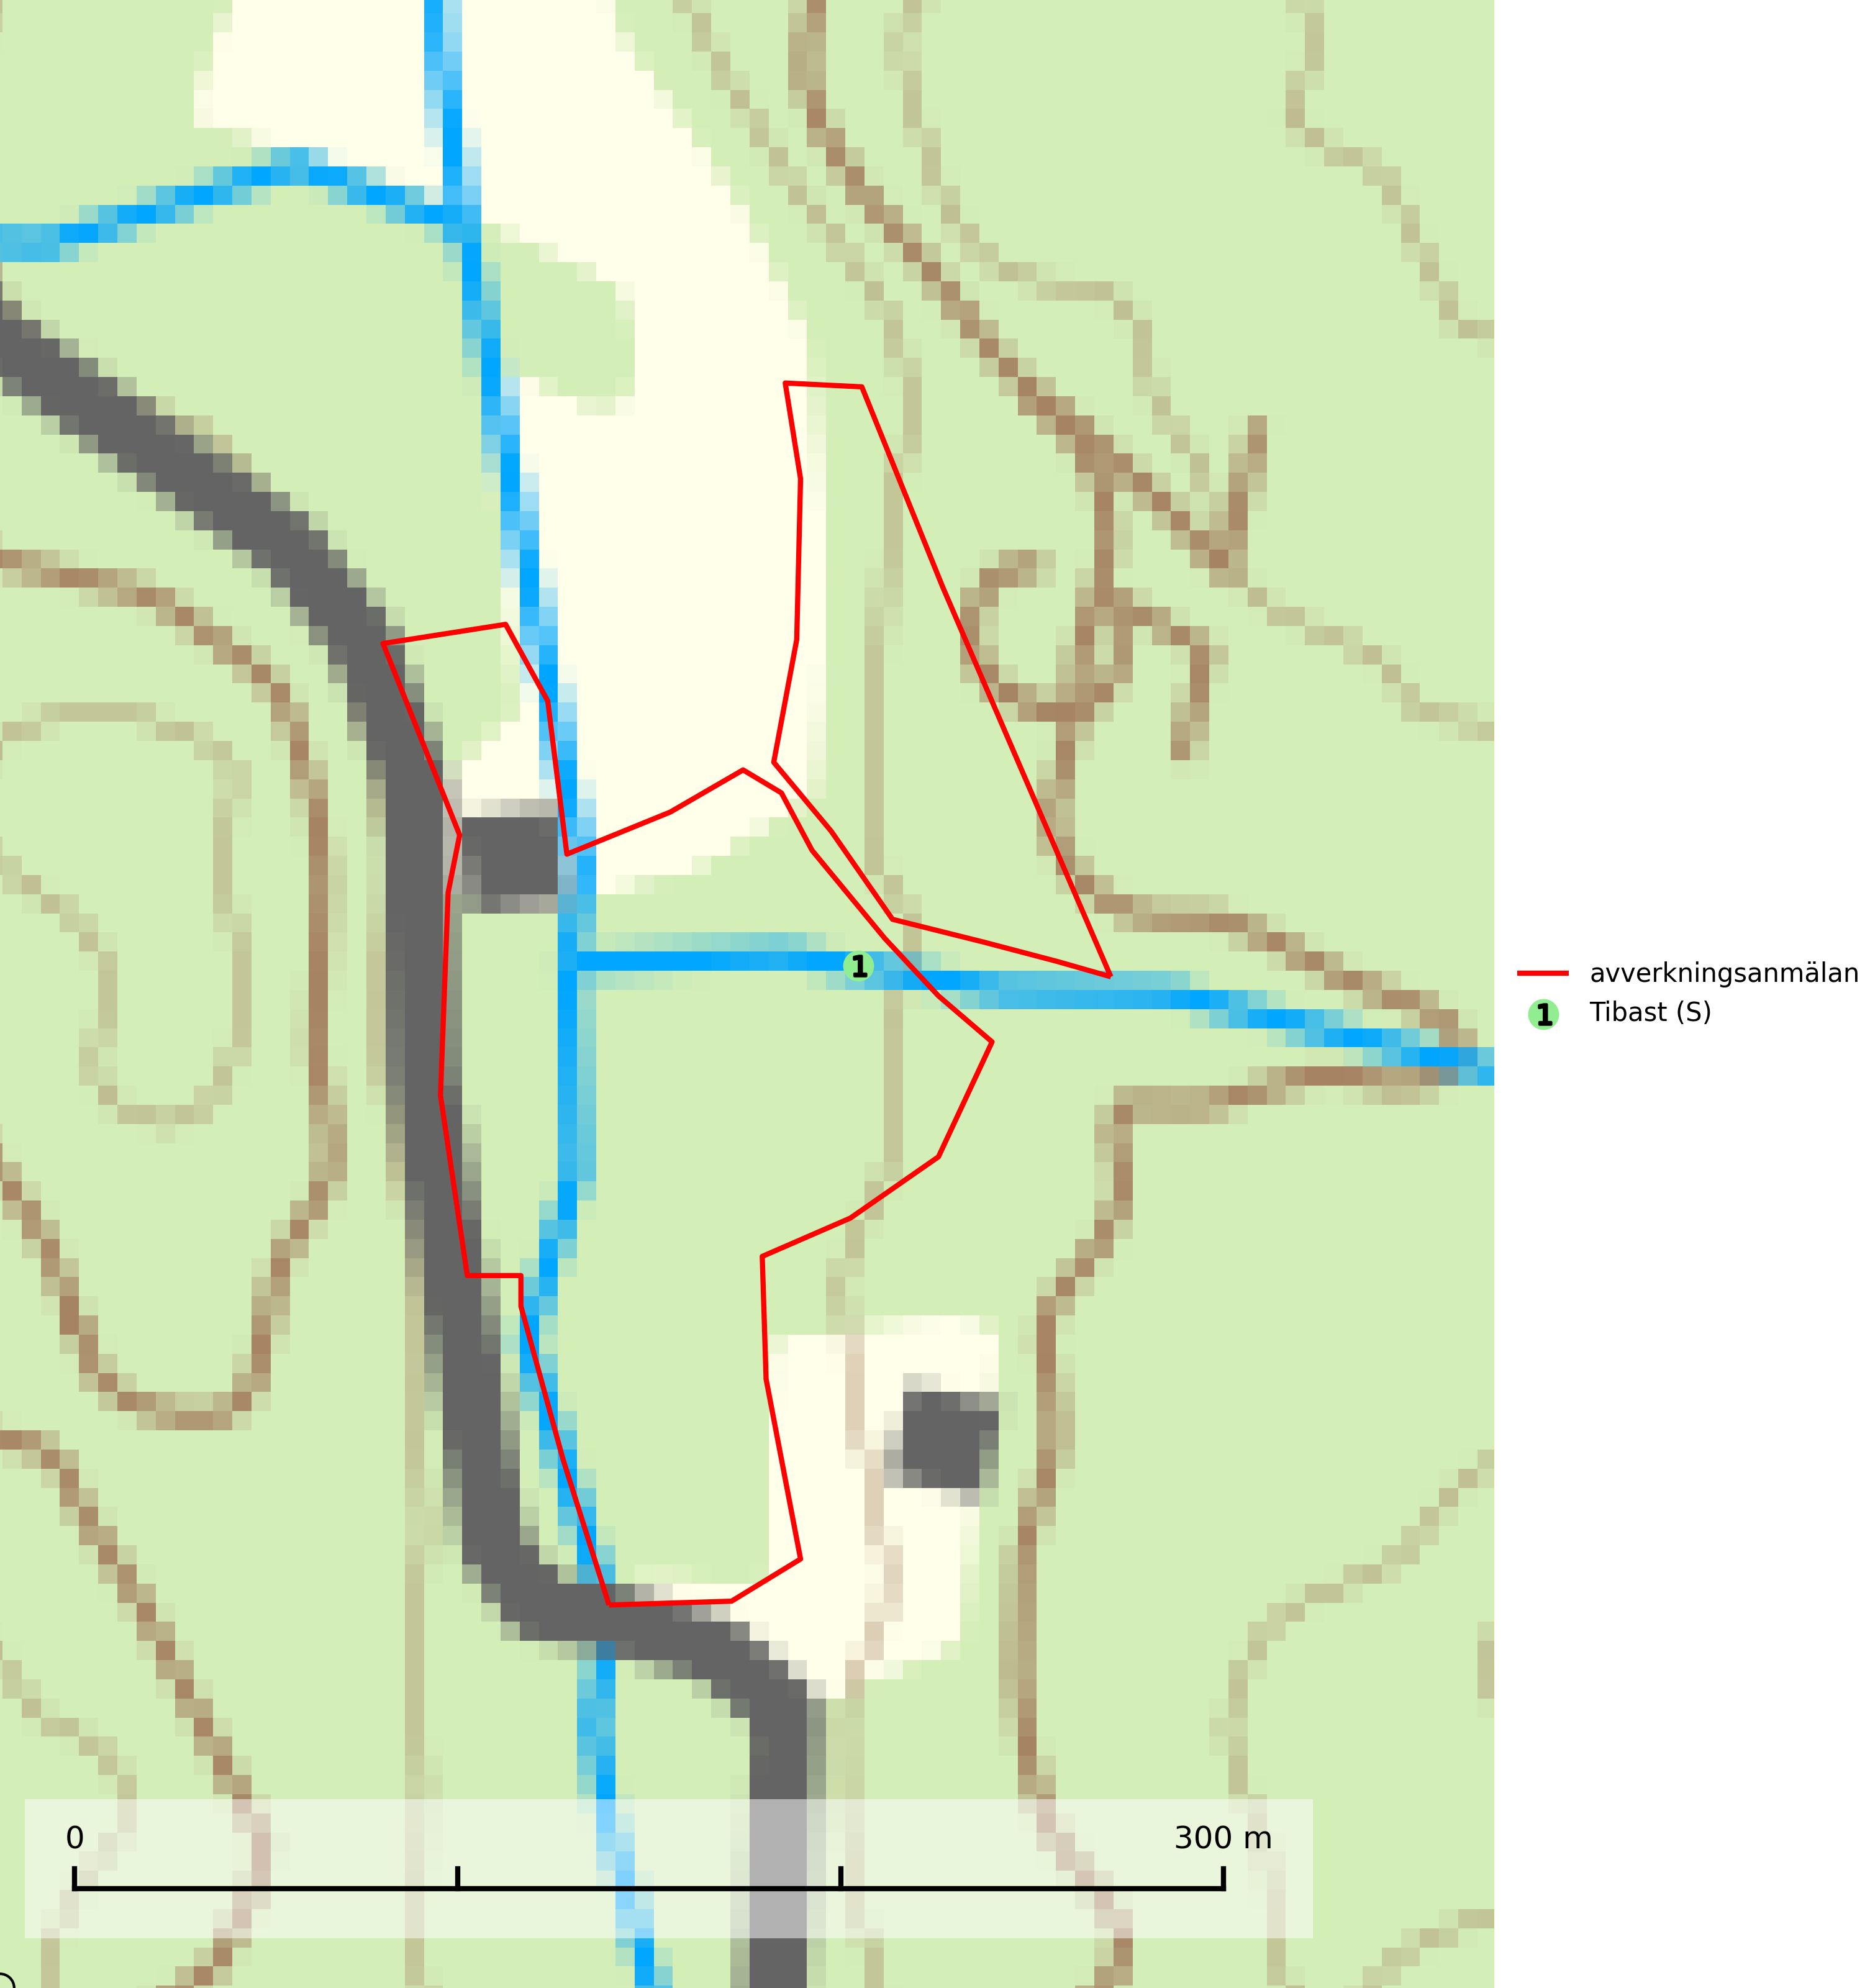 1 avverkningsanmälan
1 Tibast (S)
0 300 m